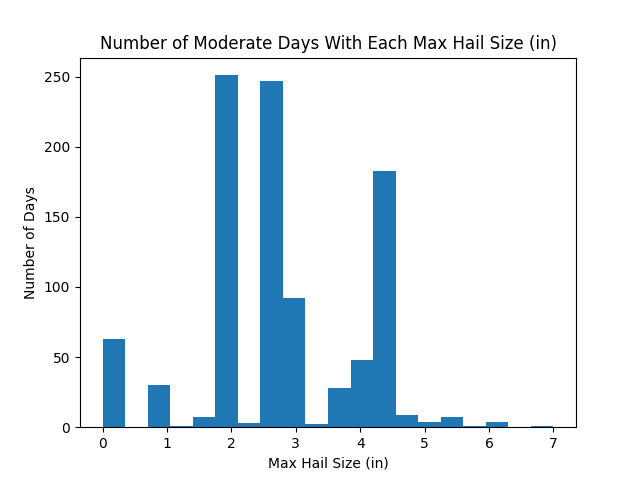 Number of Moderate Days With Each Max Hail Size (in)
250
200
150
100
50
0
Number of Days
0 1 2 3 4 5 6 7
Max Hail Size (in)